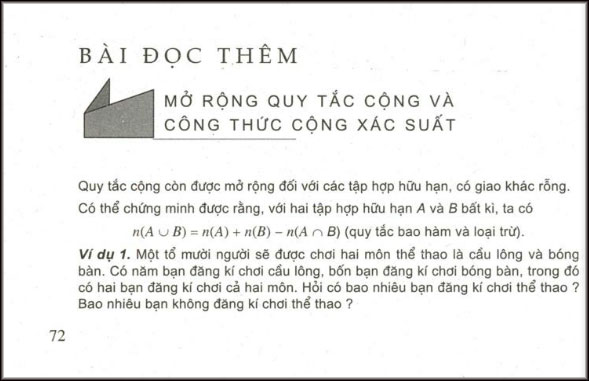 BÀI ĐỌC THÊM
MỞ RỘNG QUY TẮC CỘNG VÀ
CÔNG THỨC CỘNG XÁC SUẤT
Quy tắc cộng còn được mở rộng đối với các tập hợp hữu hạn, có giao khác rỗng.
Có thể chứng minh được rằng, với hai tập hợp hữu hạn A và B bất kì, ta có
n(A ∪ B) = n(A) + n(B) – n(A ∩ B) (quy tắc bao hàm và loại trừ).
Ví dụ 1. Một tổ mười người sẽ được chơi hai môn thể thao là cầu lông và bóng
bàn. Có năm bạn đăng kí chơi cầu lông, bốn bạn đăng kí chơi bóng bàn, trong đó
có hai bạn đăng kí chơi cả hai môn. Hỏi có bao nhiêu bạn đăng kí chơi thể thao ?
Bao nhiêu bạn không đăng kí chơi thể thao ?
72